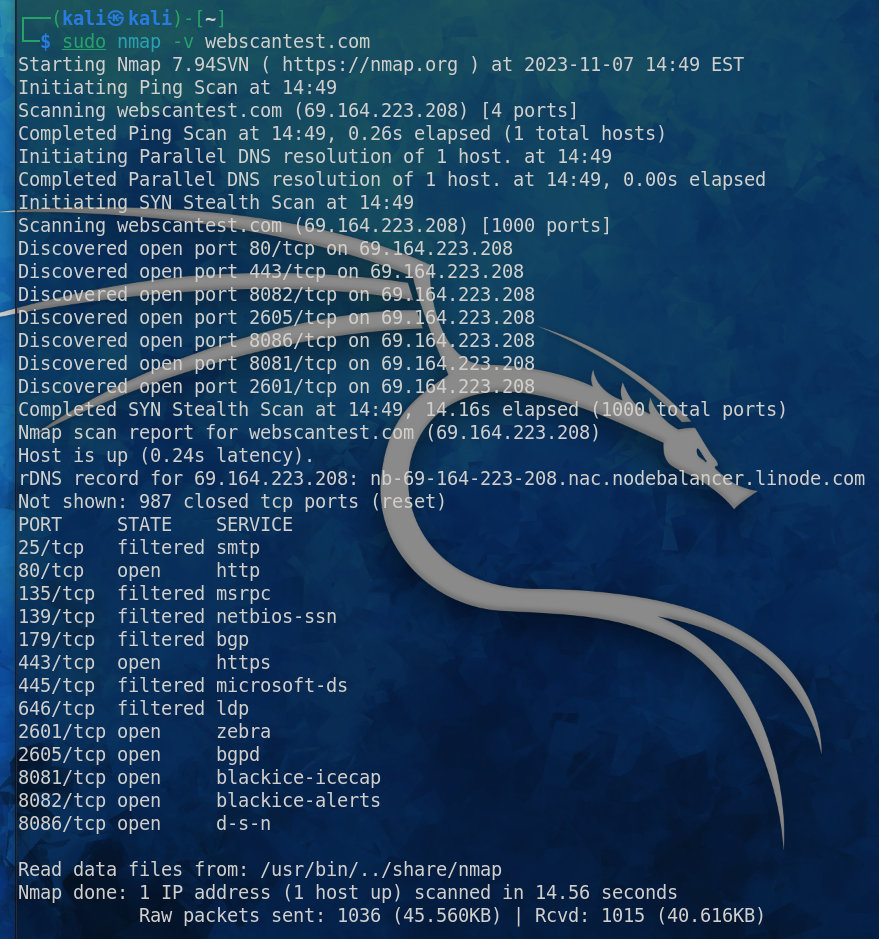 ┌──(kali㉿kali)-[~]
└─$ sudo nmap -v webscantest.com
Starting Nmap 7.94SVN ( https://nmap.org ) at 2023-11-07 14:49 EST
Initiating Ping Scan at 14:49
Scanning webscantest.com (69.164.223.208) [4 ports]
Completed Ping Scan at 14:49, 0.26s elapsed (1 total hosts)
Initiating Parallel DNS resolution of 1 host. at 14:49
Completed Parallel DNS resolution of 1 host. at 14:49, 0.00s elapsed
Initiating SYN Stealth Scan at 14:49
Scanning webscantest.com (69.164.223.208) [1000 ports]
Discovered open port 80/tcp on 69.164.223.208
Discovered open port 443/tcp on 69.164.223.208
Discovered open port 8082/tcp on 69.164.223.208
Discovered open port 2605/tcp on 69.164.223.208
Discovered open port 8086/tcp on 69.164.223.208
Discovered open port 8081/tcp on 69.164.223.208
Discovered open port 2601/tcp on 69.164.223.208
Completed SYN Stealth Scan at 14:49, 14.16s elapsed (1000 total ports)
Nmap scan report for webscantest.com (69.164.223.208)
Host is up (0.24s latency).
rDNS record for 69.164.223.208: nb-69-164-223-208.nac.nodebalancer.linode.com
Not shown: 987 closed tcp ports (reset)
PORT     STATE    SERVICE
25/tcp   filtered smtp
80/tcp   open     http
135/tcp  filtered msrpc
139/tcp  filtered netbios-ssn
179/tcp  filtered bgp
443/tcp  open     https
445/tcp  filtered microsoft-ds
646/tcp  filtered ldp
2601/tcp open     zebra
2605/tcp open     bgpd
8081/tcp open     blackice-icecap
8082/tcp open     blackice-alerts
8086/tcp open     d-s-n
Read data files from: /usr/bin/../share/nmap
Nmap done: 1 IP address (1 host up) scanned in 14.56 seconds
           Raw packets sent: 1036 (45.560KB) | Rcvd: 1015 (40.616KB)